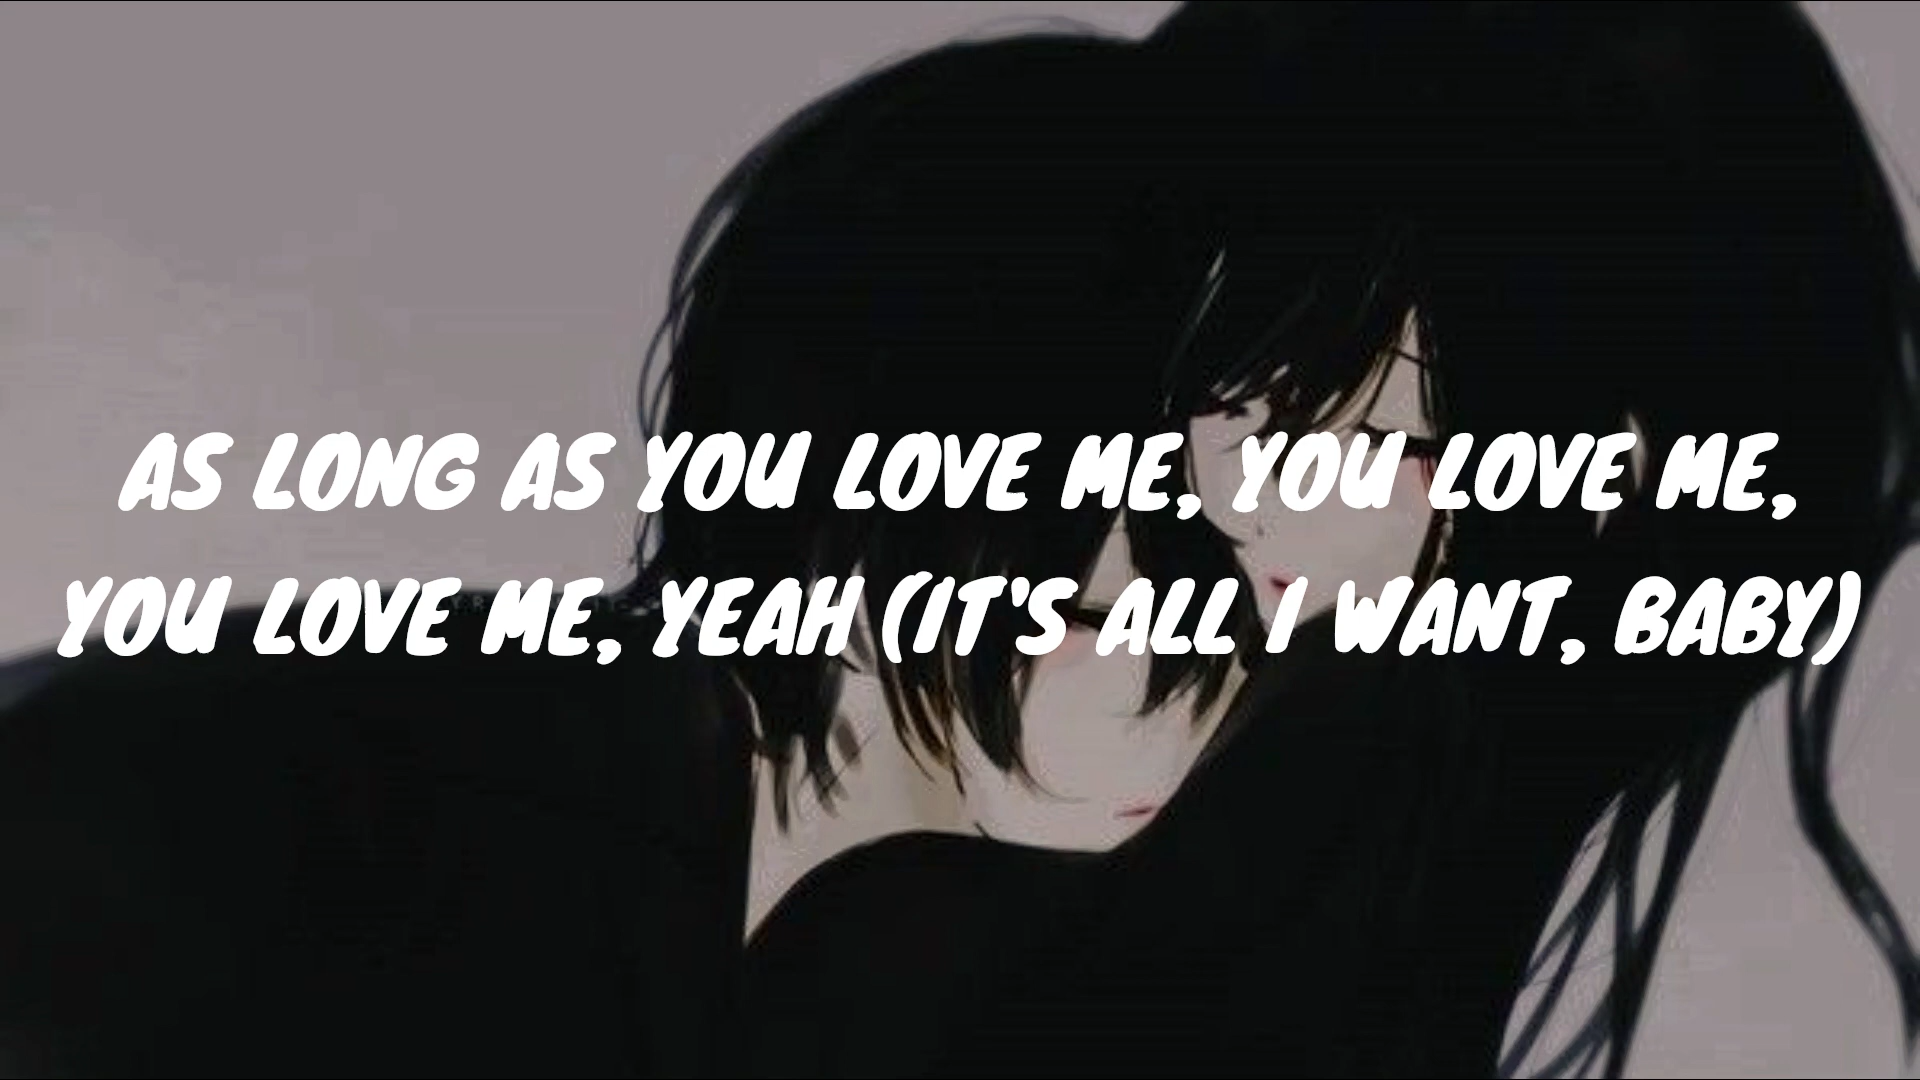 AS LONG AS YOU LOVE ME, YOU LOVE ME,
YOU LOVE ME, YEAH (IT'S ALL I WANT, BABY)